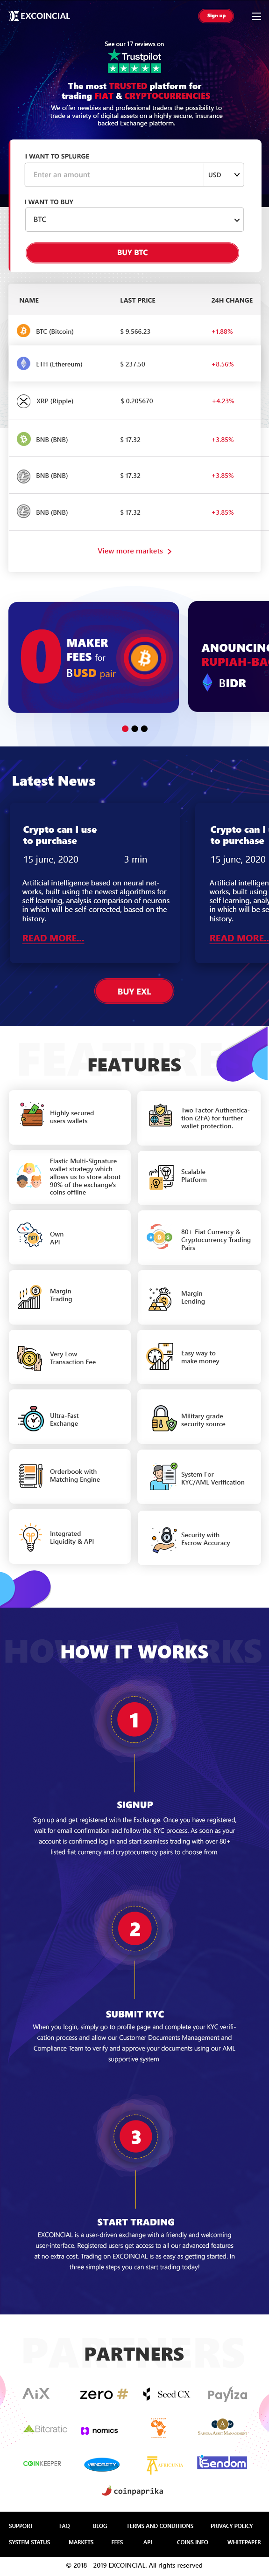 EXCOINCIAL
Sign up
See our 17 reviews on
Trustpilot
The most TRUSTED platform for
trading FIAT & CRYPTOCURRENCIES
We offer newbies and professional traders the possibility to
trade a variety of digital assets on a highly secure, insurance
backed Exchange platform.
I WANT TO SPLURGE
Enter an amount
USD
I WANT TO BUY
BTC
BUY BTC
NAME LAST PRICE 24H CHANGE
BTC (Bitcoin) $ 9,566.23 +1.88%
ETH (Ethereum) $ 237.50 +8.56%
XRP (Ripple) $ 0.205670 +4.23%
BNB (BNB) $ 17.32 +3.85%
BNB (BNB) $ 17.32 +3.85%
BNB (BNB) $ 17.32 +3.85%
View more markets
0 MAKER
FEES for
BUSD pair
ANOUNCING
RUPIAH-BA
BIDR
Latest News
Crypto can I use
to purchase
15 june, 2020 3 min
Artificial intelligence based on neural net-
works, built using the newest algorithms for
self learning, analysis comparison of neurons
in which will be self-corrected, based on the
history.
READ MORE...
Crypto can I
to purchase
15 june, 2020
Artificial intelligen
works, built using
self learning, analy
in which will be se
history.
READ MORE..
BUY EXL
FEATURES
FEATURES
Highly secured
users wallets
Two Factor Authentica-
tion (2FA) for further
wallet protection.
Elastic Multi-Signature
wallet strategy which
allows us to store about
90% of the exchange's
coins offline
Scalable
Platform
API
Own
API
80+ Fiat Currency &
Cryptocurrency Trading
Pairs
Margin
Trading
Margin
Lending
Very Low
Transaction Fee
Easy way to
make money
Ultra-Fast
Exchange
Military grade
security source
Orderbook with
Matching Engine
System For
KYC/AML Verification
Integrated
Liquidity & API
Security with
Escrow Accuracy
HOW IT WORKS
HOW IT WORKS
1
SIGNUP
Sign up and get registered with the Exchange. Once you have registered,
wait for email confirmation and follow the KYC process. As soon as your
account is confirmed log in and start seamless trading with over 80+
listed fiat currency and cryptocurrency pairs to choose from.
2
SUBMIT KYC
When you login, simply go to profile page and complete your KYC verifi-
cation process and allow our Customer Documents Management and
Compliance Team to verify and approve your documents using our AML
supportive system.
3
START TRADING
EXCOINCIAL is a user-driven exchange with a friendly and welcoming
user-interface. Registered users get access to all our advanced features
at no extra cost. Trading on EXCOINCIAL is as easy as getting started. In
three simple steps you can start trading today!
PARTNERS
PARTNERS
AiX
zero #
Seed CX
Payiza
Bitcratic
nomics
COINKEEPER
VENCRUPTY
Gendom
coinpaprika
SUPPORT FAQ BLOG TERMS AND CONDITIONS PRIVACY POLICY
SYSTEM STATUS MARKETS FEES API COINS INFO WHITEPAPER
© 2018 - 2019 EXCOINCIAL. All rights reserved